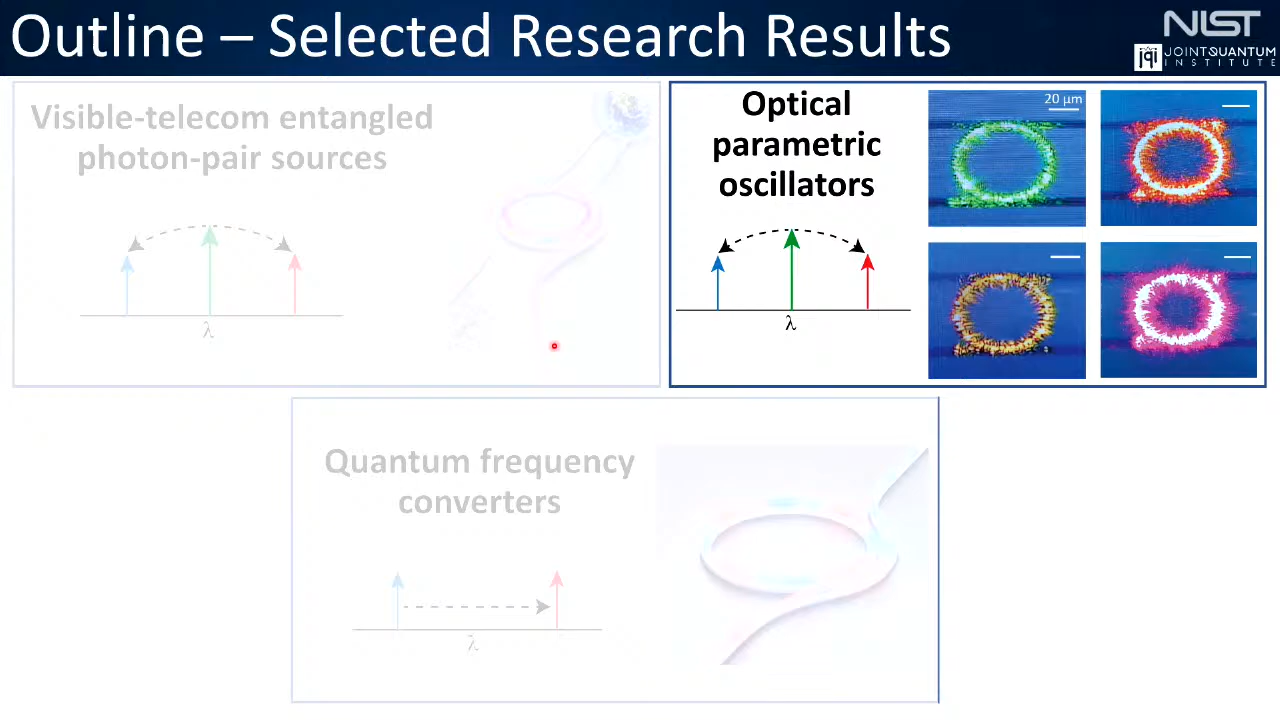 Outline – Selected Research Results
NIST
jqi JOINT QUANTUM
INSTITUTE
Visible-telecom entangled
photon-pair sources
λ
Optical
parametric
oscillators
λ
20 µm
Quantum frequency
converters
λ